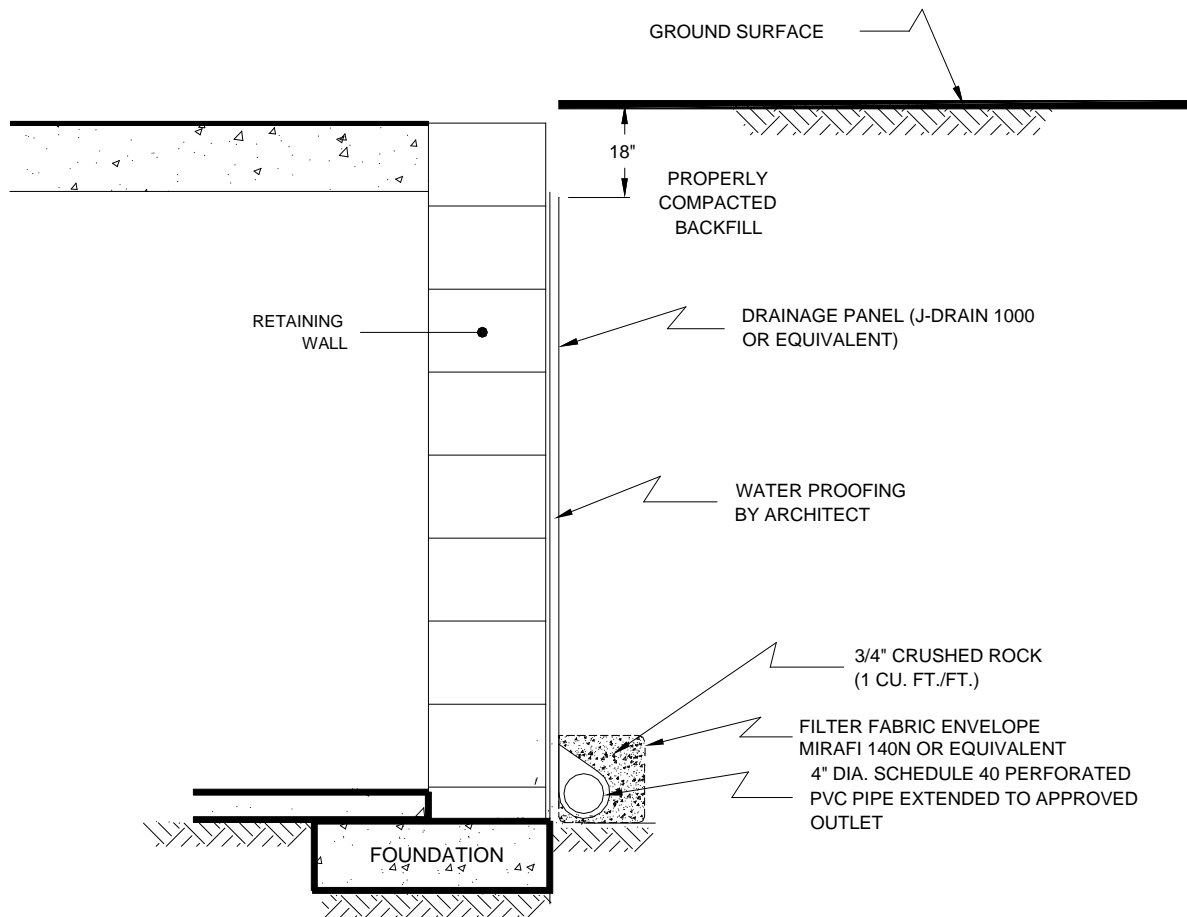 GROUND SURFACE
18"
PROPERLY
COMPACTED
BACKFILL
RETAINING
WALL
DRAINAGE PANEL (J-DRAIN 1000
OR EQUIVALENT)
WATER PROOFING
BY ARCHITECT
3/4" CRUSHED ROCK
(1 CU. FT./FT.)
FILTER FABRIC ENVELOPE
MIRAFI 140N OR EQUIVALENT
4" DIA. SCHEDULE 40 PERFORATED
PVC PIPE EXTENDED TO APPROVED
OUTLET
FOUNDATION